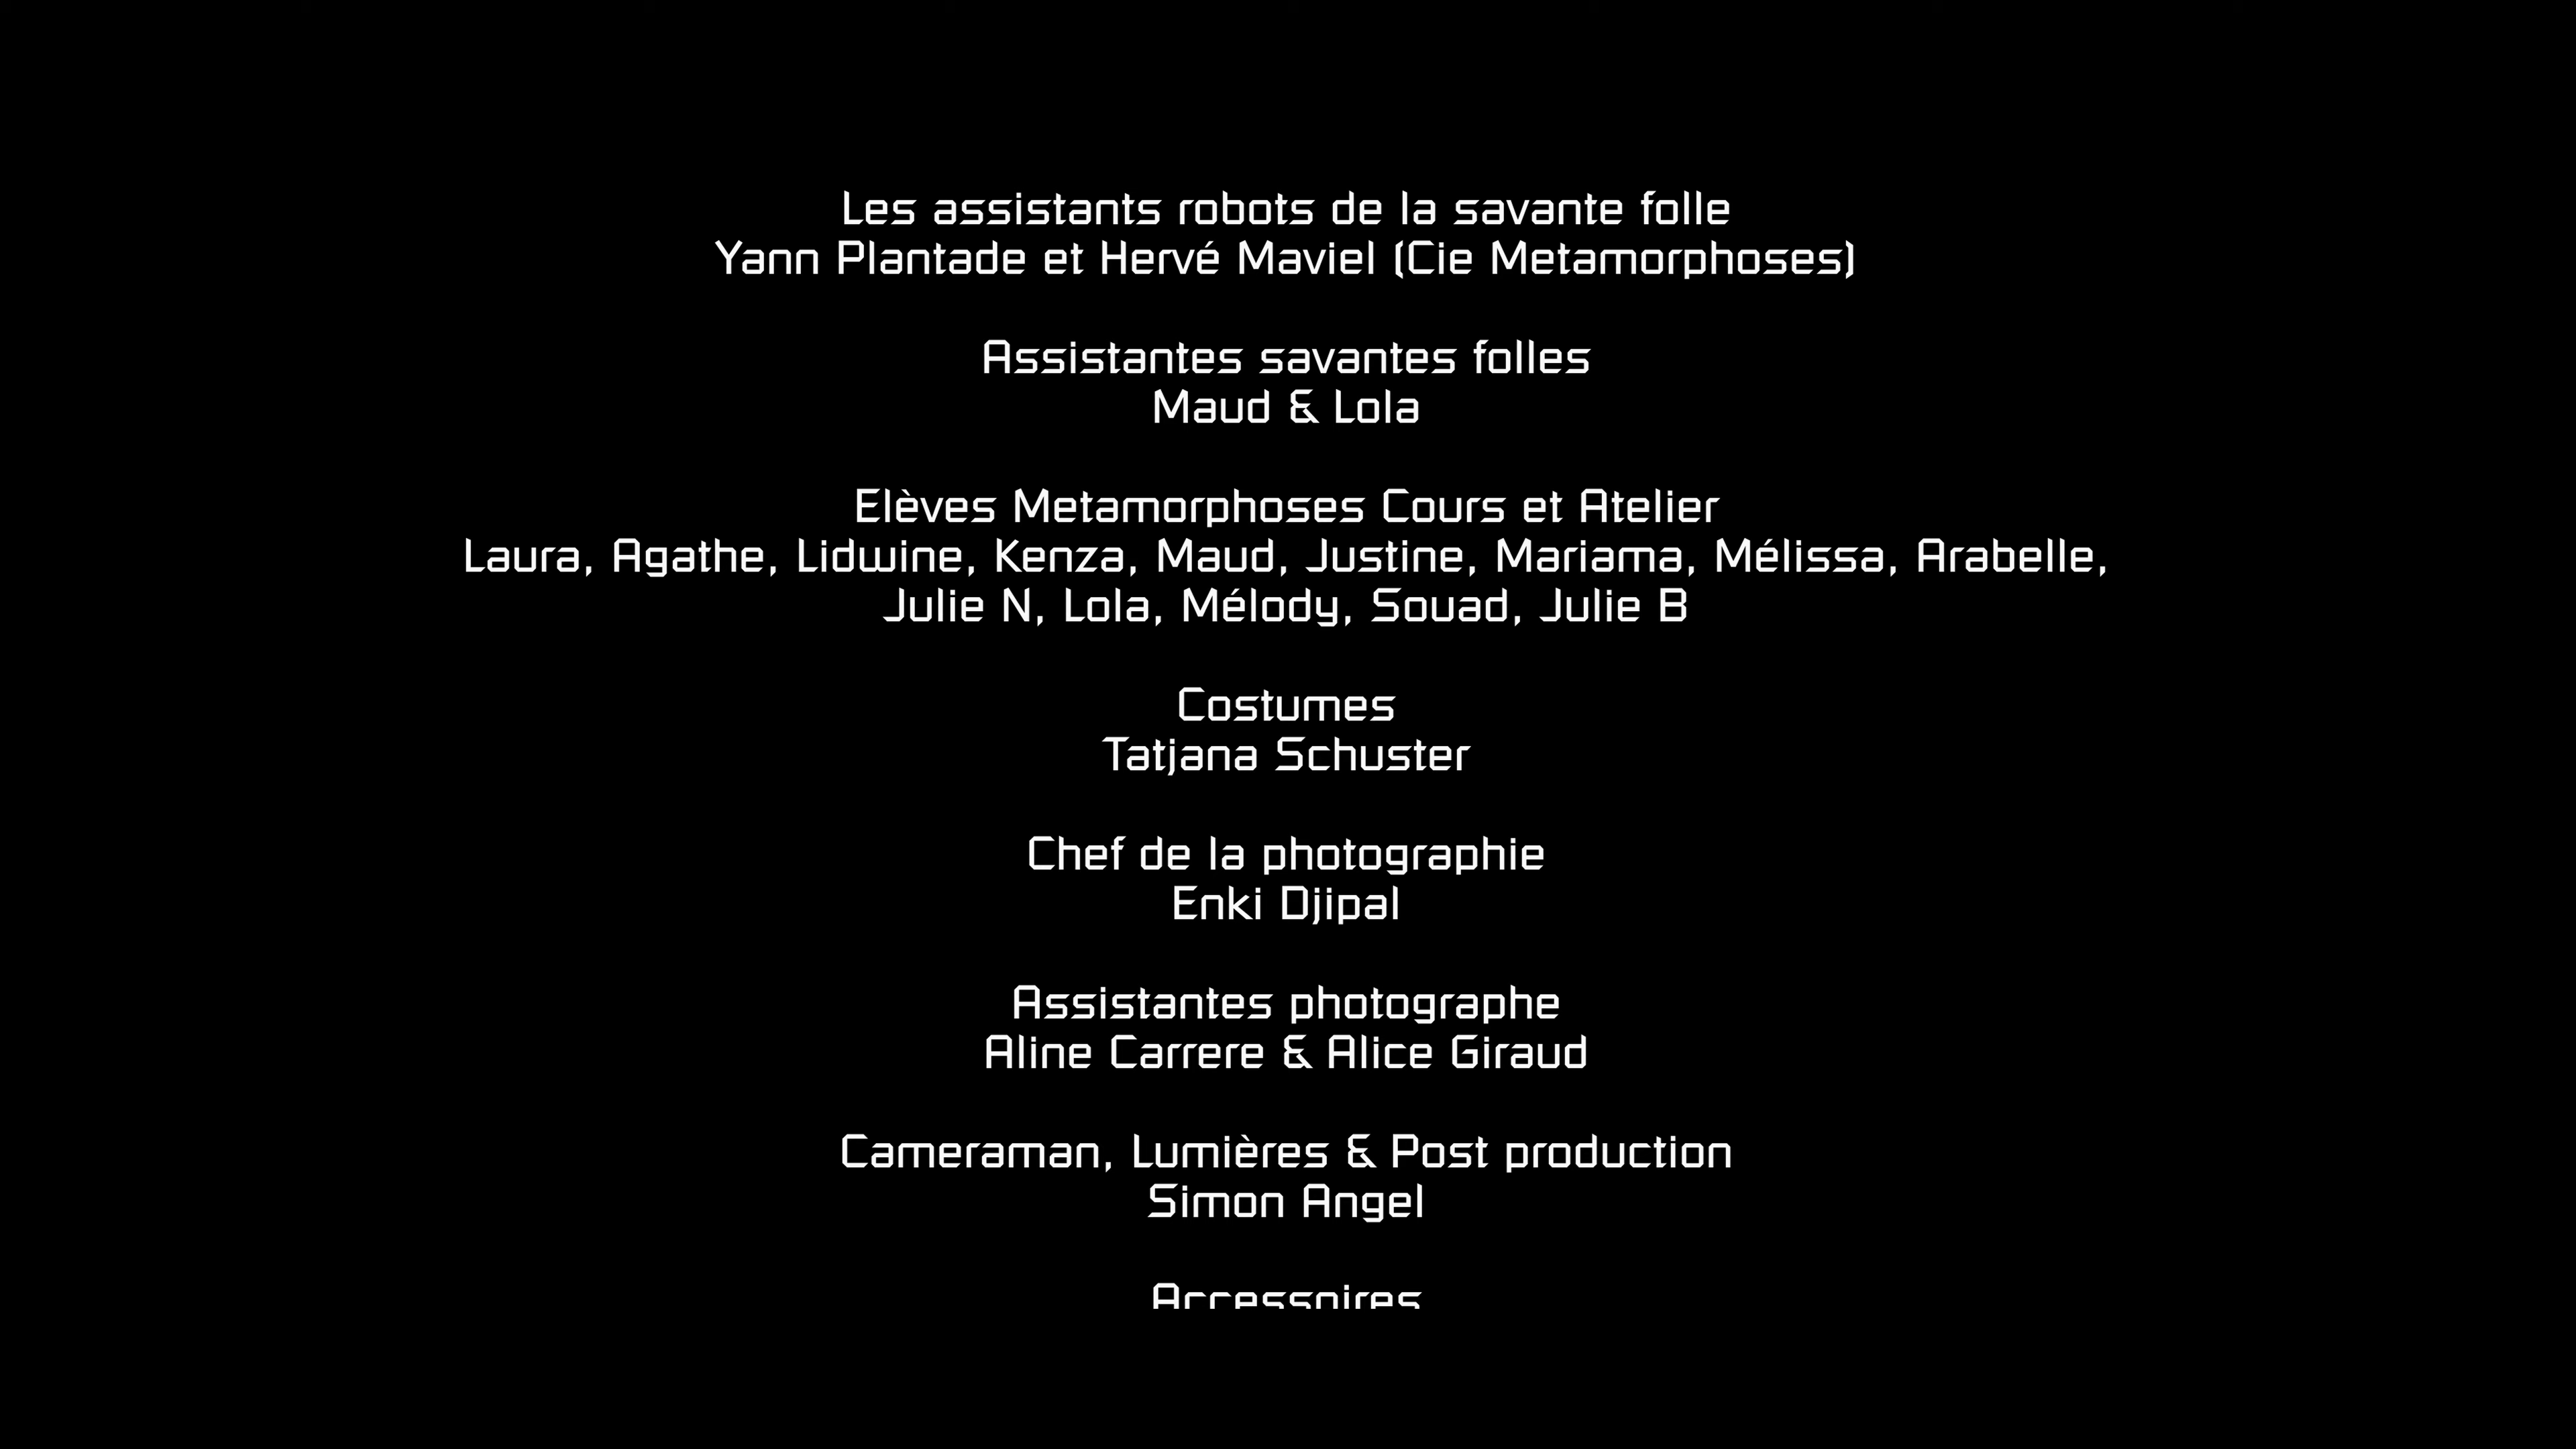 Les assistants robots de la savante folle
Yann Plantade et Hervé Maviel (Cie Metamorphoses)
Assistantes savantes folles
Maud & Lola
Elèves Metamorphoses Cours et Atelier
Laura, Agathe, Lidwine, Kenza, Maud, Justine, Mariama, Mélissa, Arabelle,
Julie N, Lola, Mélody, Souad, Julie B
Costumes
Tatjana Schuster
Chef de la photographie
Enki Djipal
Assistantes photographe
Aline Carrere & Alice Giraud
Cameraman, Lumières & Post production
Simon Angel
Accessoires